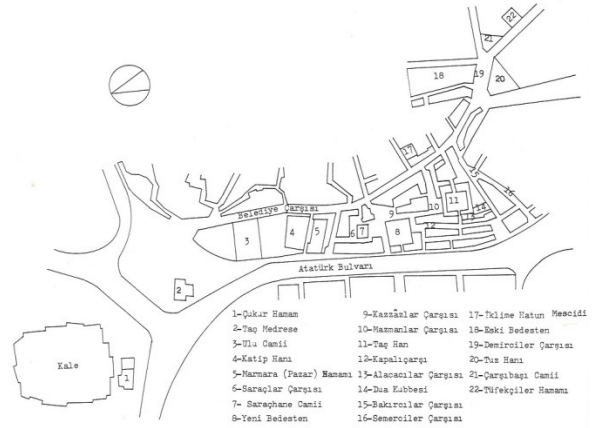 22
21
18
19
20
17
15
16
11
10
14
13
9
12
Belediye Çarşısı
8
7
6
5
4
3
Atatürk Bulvarı
2
Kale
1
1-Çukur Hamam
2-Taş Medrese
3-Ulu Camii
4-Katip Hanı
5-Marmara (Pazar) Hamamı
6-Saraçlar Çarşısı
7- Saraçhane Camii
8-Yeni Bedesten
9-Kazzâzlar Çarşısı
10-Mazmanlar Çarşısı
11-Taş Han
12-Kapalıçarşı
13-Alacacılar Çarşısı
14-Dua Kubbesi
15-Bakırcılar Çarşısı
16-Semerciler Çarşısı
17-İklime Hatun Mescidi
18-Eski Bedesten
19-Demirciler Çarşısı
20-Tuz Hanı
21-Çarşıbaşı Camii
22-Tüfekçiler Hamamı